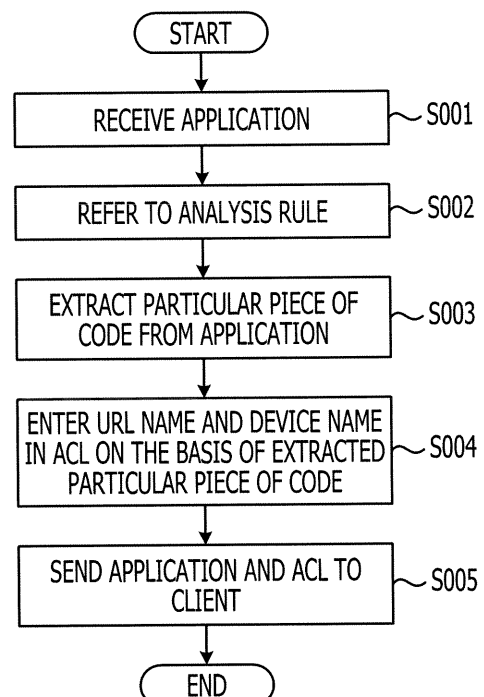 START
RECEIVE APPLICATION
S001
REFER TO ANALYSIS RULE
S002
EXTRACT PARTICULAR PIECE OF
CODE FROM APPLICATION
S003
ENTER URL NAME AND DEVICE NAME
IN ACL ON THE BASIS OF EXTRACTED
PARTICULAR PIECE OF CODE
S004
SEND APPLICATION AND ACL TO
CLIENT
S005
END